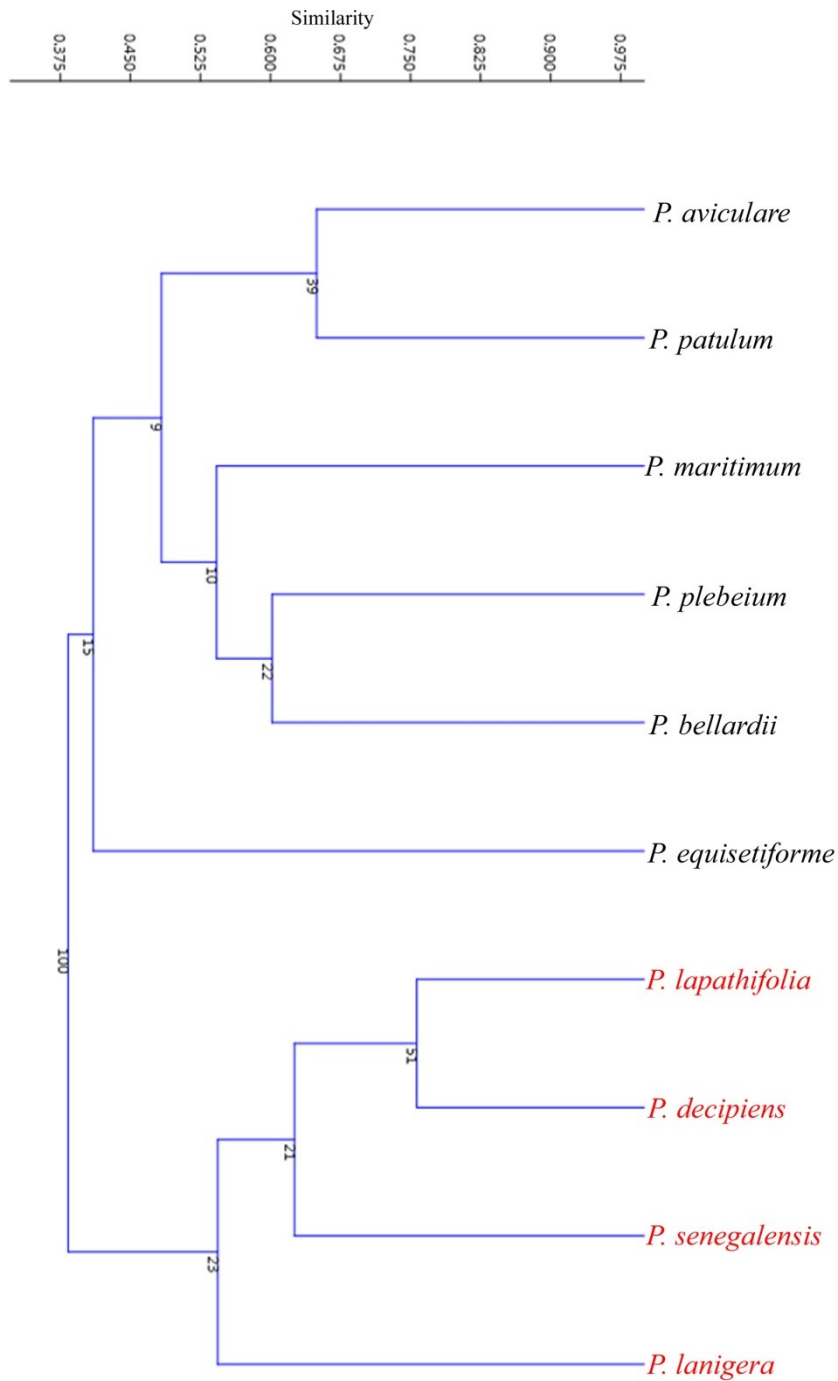 Similarity
0.375 0.450 0.525 0.600 0.675 0.750 0.825 0.900 0.975
P. aviculare
39
P. patulum
9
P. maritimum
10
P. plebeium
15
22
P. bellardii
P. equisetiforme
100
P. lapathifolia
51
P. decipiens
21
P. senegalensis
23
P. lanigera